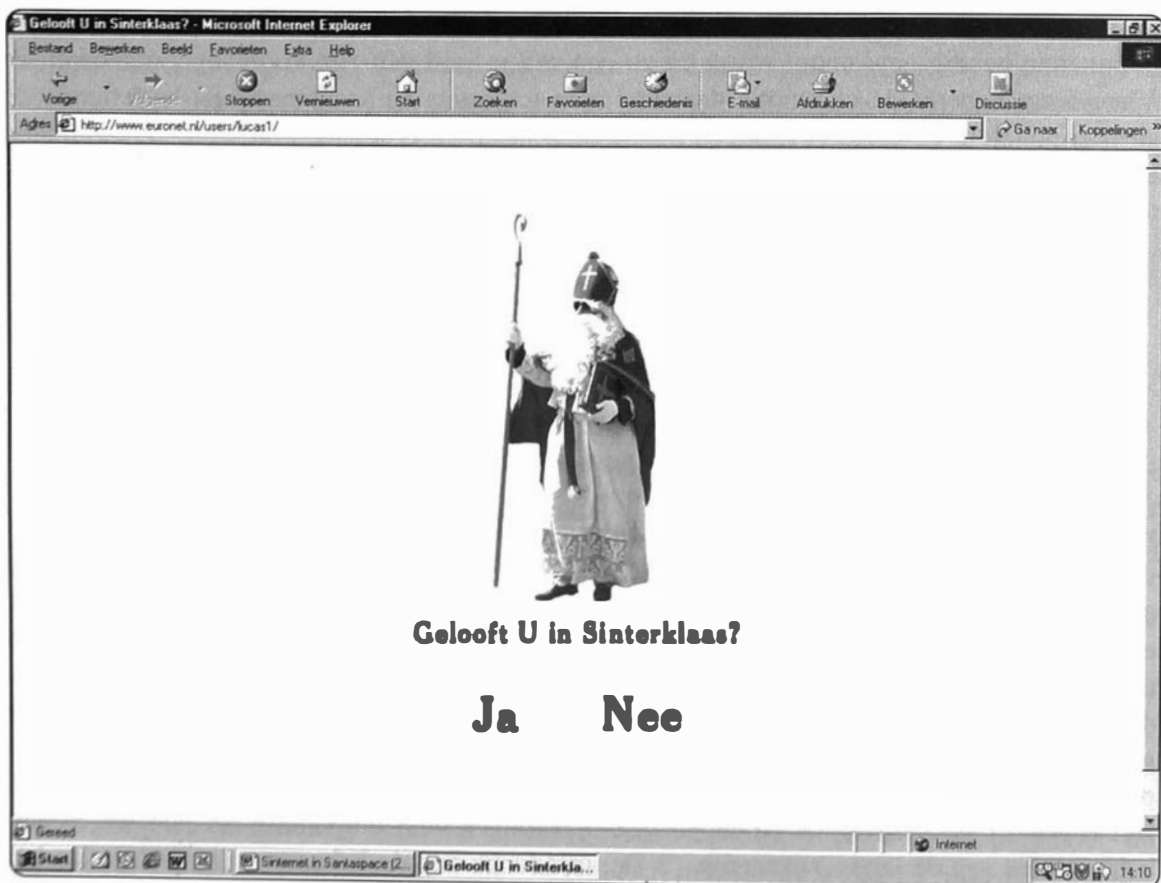 Gelooft U in Sinterklaas? - Microsoft Internet Explorer
Bestand Bewerken Beeld Favorieten Extra Help
Vorige Volgende Stoppen Vernieuwen Start Zoeken Favorieten Geschiedenis E-mail Afdrukken Bewerken Discussie
Adres http://www.euronet.nl/users/lucas1/ Ga naar Koppelingen »
Gelooft U in Sinterklaas?
Ja Nee
Gereed Internet
Start Sinternet in Santaspace (2... Gelooft U in Sinterkla... 14:10